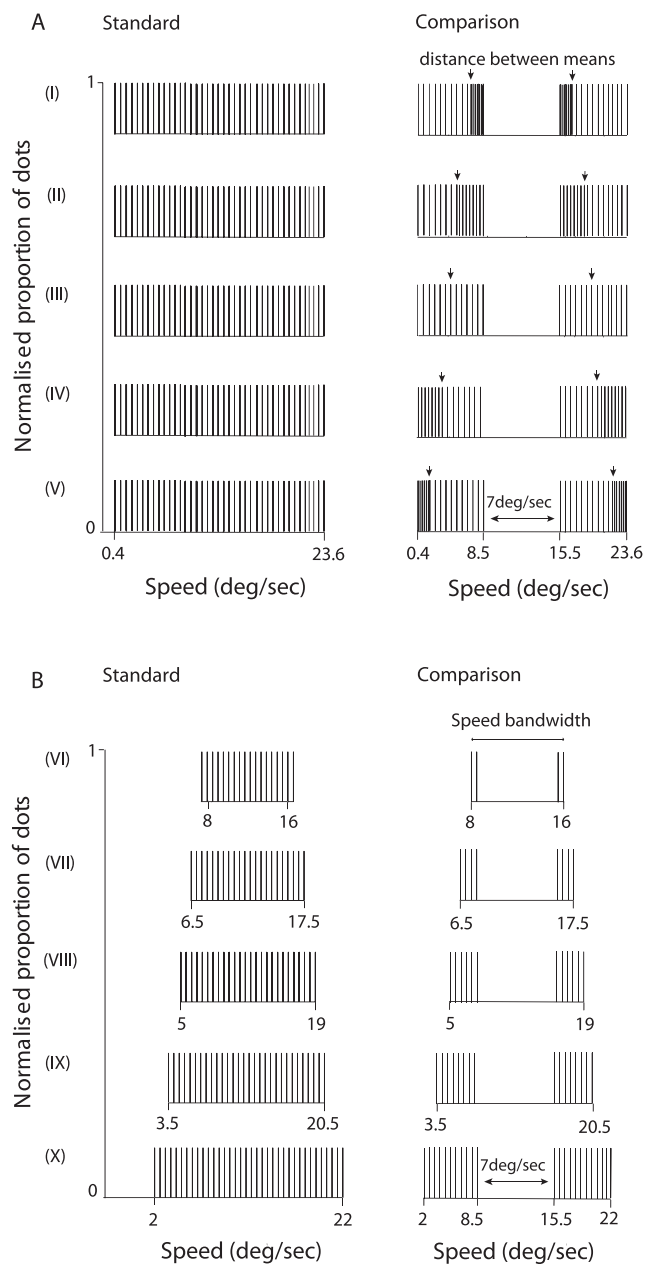 A
Standard
Comparison
distance between means
Normalised proportion of dots
1
(I)
(II)
(III)
(IV)
(V)
7deg/sec
0
0.4
23.6
0.4
8.5
15.5
23.6
Speed (deg/sec)
Speed (deg/sec)
B
Standard
Comparison
Speed bandwidth
Normalised proportion of dots
1
(VI)
8
16
8
16
(VII)
6.5
17.5
6.5
17.5
(VIII)
5
19
5
19
(IX)
3.5
20.5
3.5
20.5
(X)
7deg/sec
0
2
22
2
8.5
15.5
22
Speed (deg/sec)
Speed (deg/sec)